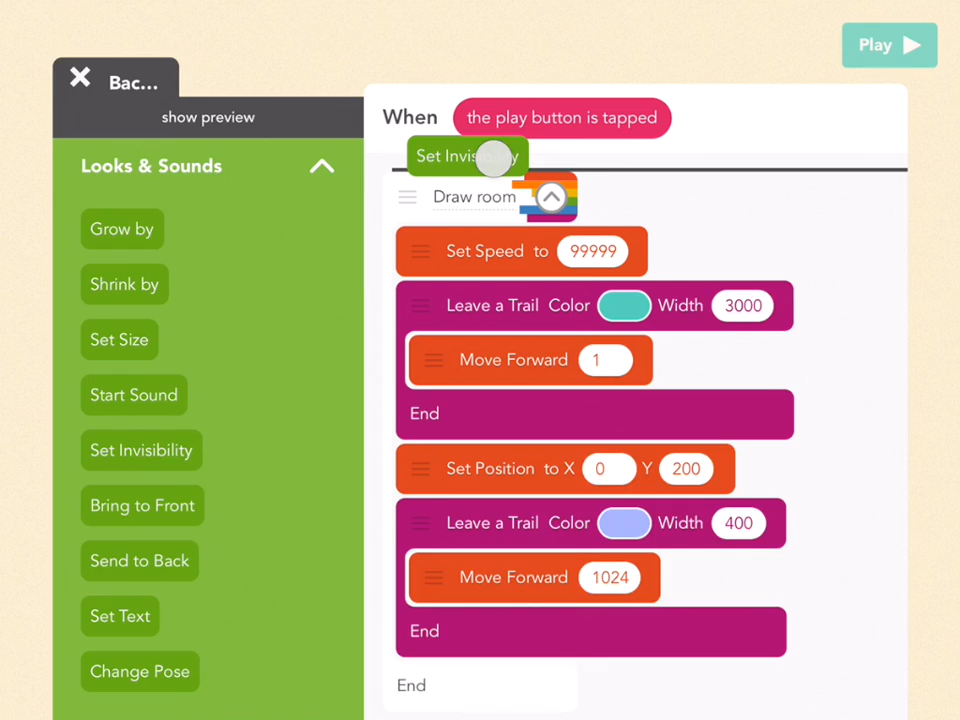 Play
Bac...
show preview
When the play button is tapped
Looks & Sounds
Set Invisibility
Draw room
Grow by
Set Speed to 99999
Shrink by
Leave a Trail Color Width 3000
Set Size
Move Forward 1
Start Sound
End
Set Invisibility
Set Position to X 0 Y 200
Bring to Front
Leave a Trail Color Width 400
Send to Back
Move Forward 1024
Set Text
End
Change Pose
End